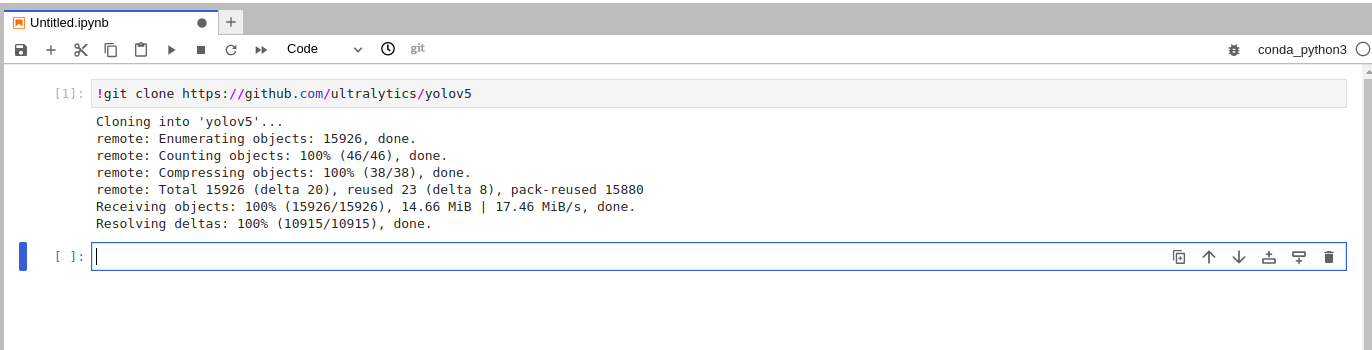 Untitled.ipynb
Code
git
conda_python3
[1]:
!git clone https://github.com/ultralytics/yolov5
Cloning into 'yolov5'...
remote: Enumerating objects: 15926, done.
remote: Counting objects: 100% (46/46), done.
remote: Compressing objects: 100% (38/38), done.
remote: Total 15926 (delta 20), reused 23 (delta 8), pack-reused 15880
Receiving objects: 100% (15926/15926), 14.66 MiB | 17.46 MiB/s, done.
Resolving deltas: 100% (10915/10915), done.
[ ]: